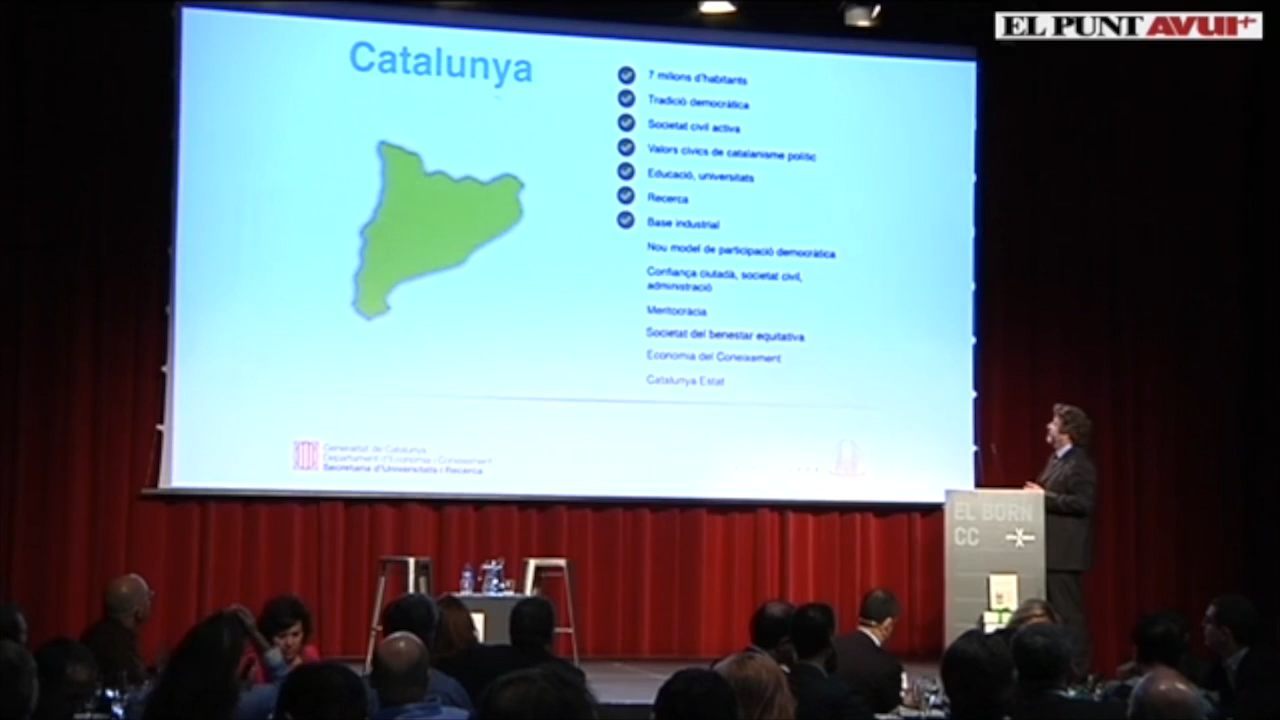 EL PUNT AVUI+
Catalunya
7 milions d'habitants
Tradició democràtica
Societat civil activa
Valors cívics de catalanisme polític
Educació, universitats
Recerca
Base industrial
Nou model de participació democràtica
Confiança ciutadà, societat civil,
administració
Meritocràcia
Societat del benestar equitativa
Economia del Coneixement
Catalunya Estat
Generalitat de Catalunya
Departament d'Economia i Coneixement
Secretaria d'Universitats i Recerca
EL BORN
CC